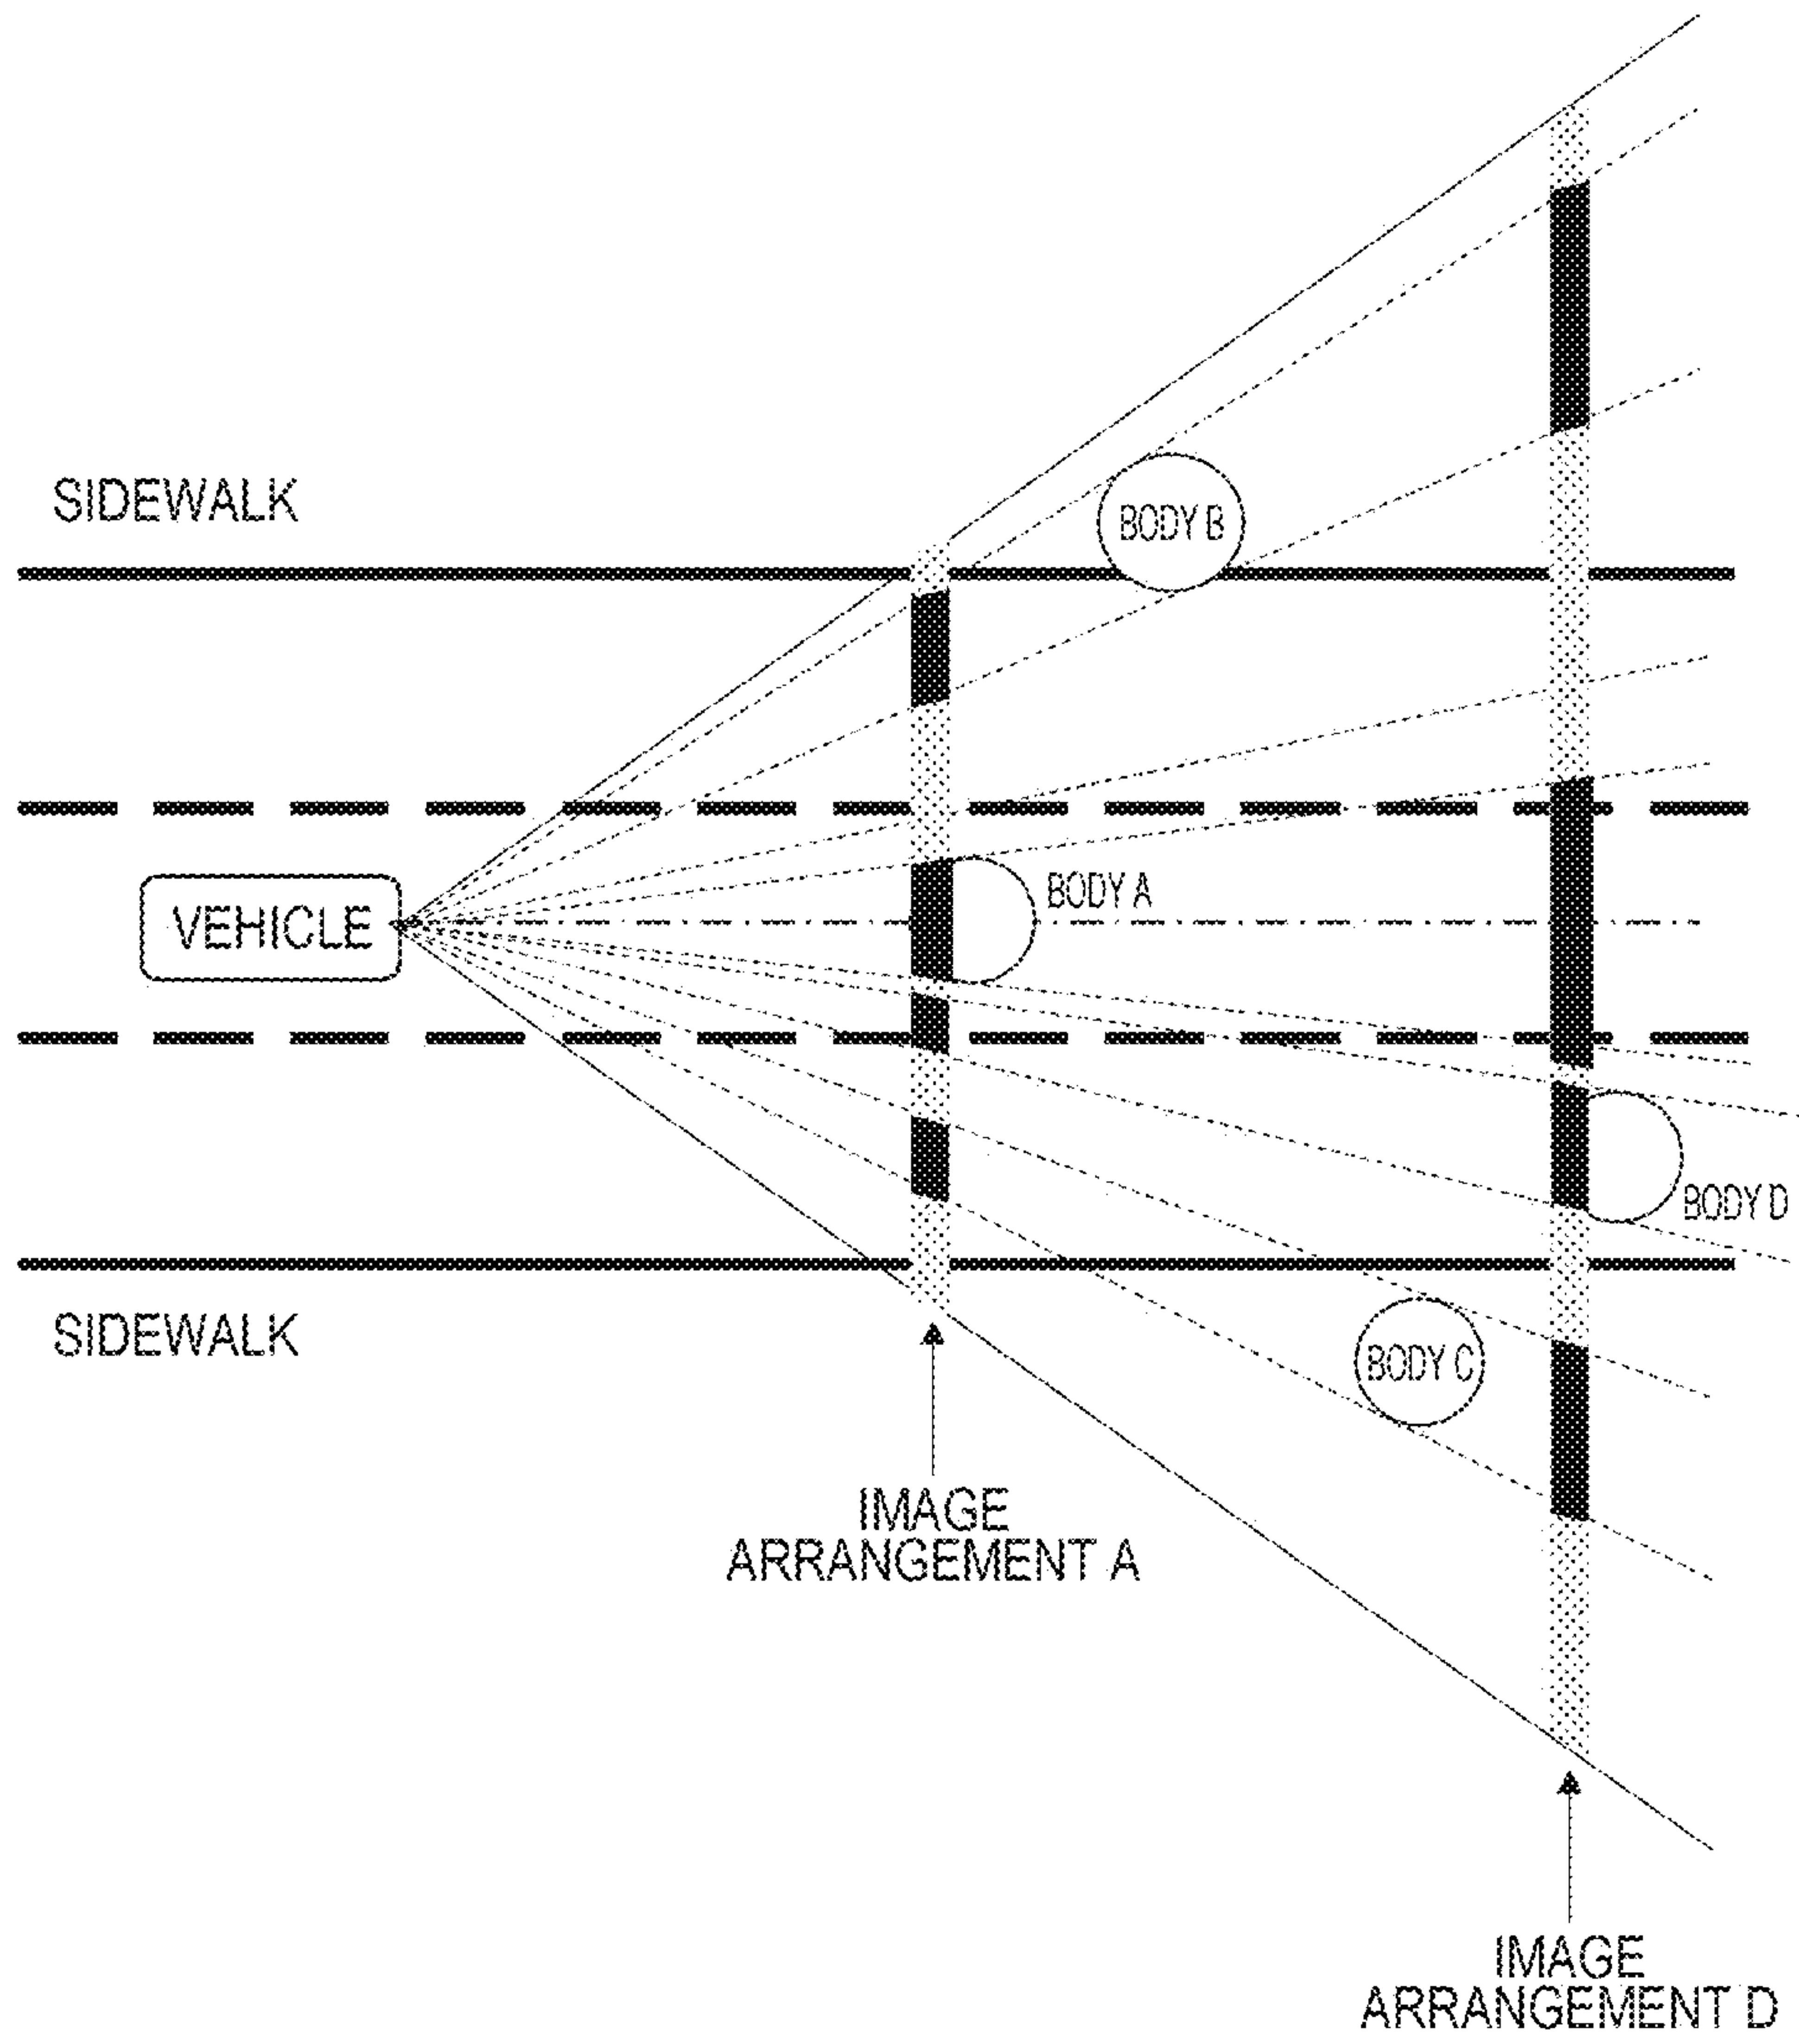 SIDEWALK
BODY B
BODY A
VEHICLE
BODY D
SIDEWALK
BODY C
IMAGE
ARRANGEMENT A
IMAGE
ARRANGEMENT D